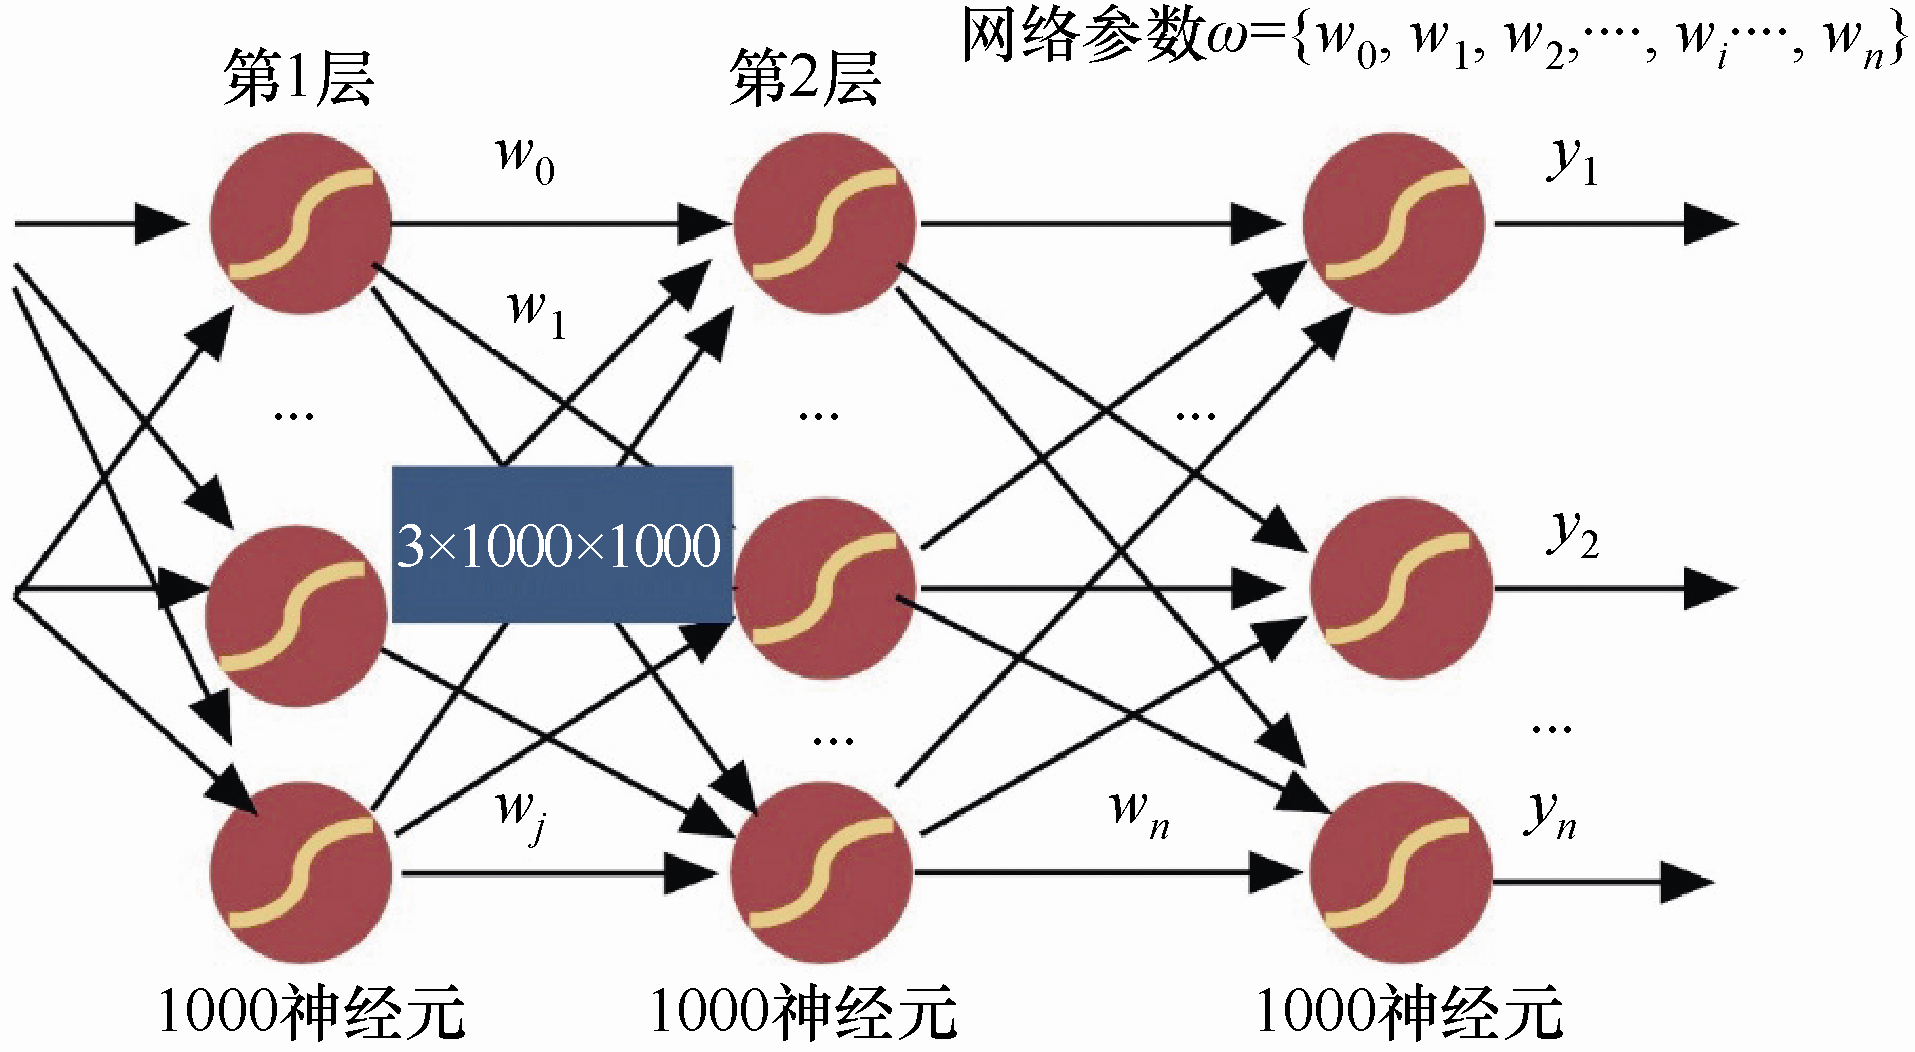 网络参数ω={w0, w1, w2,····, wi····, wn}
第1层
第2层
w0
y1
w1
...
...
...
3×1000×1000
y2
...
...
wj
wn
yn
1000神经元
1000神经元
1000神经元